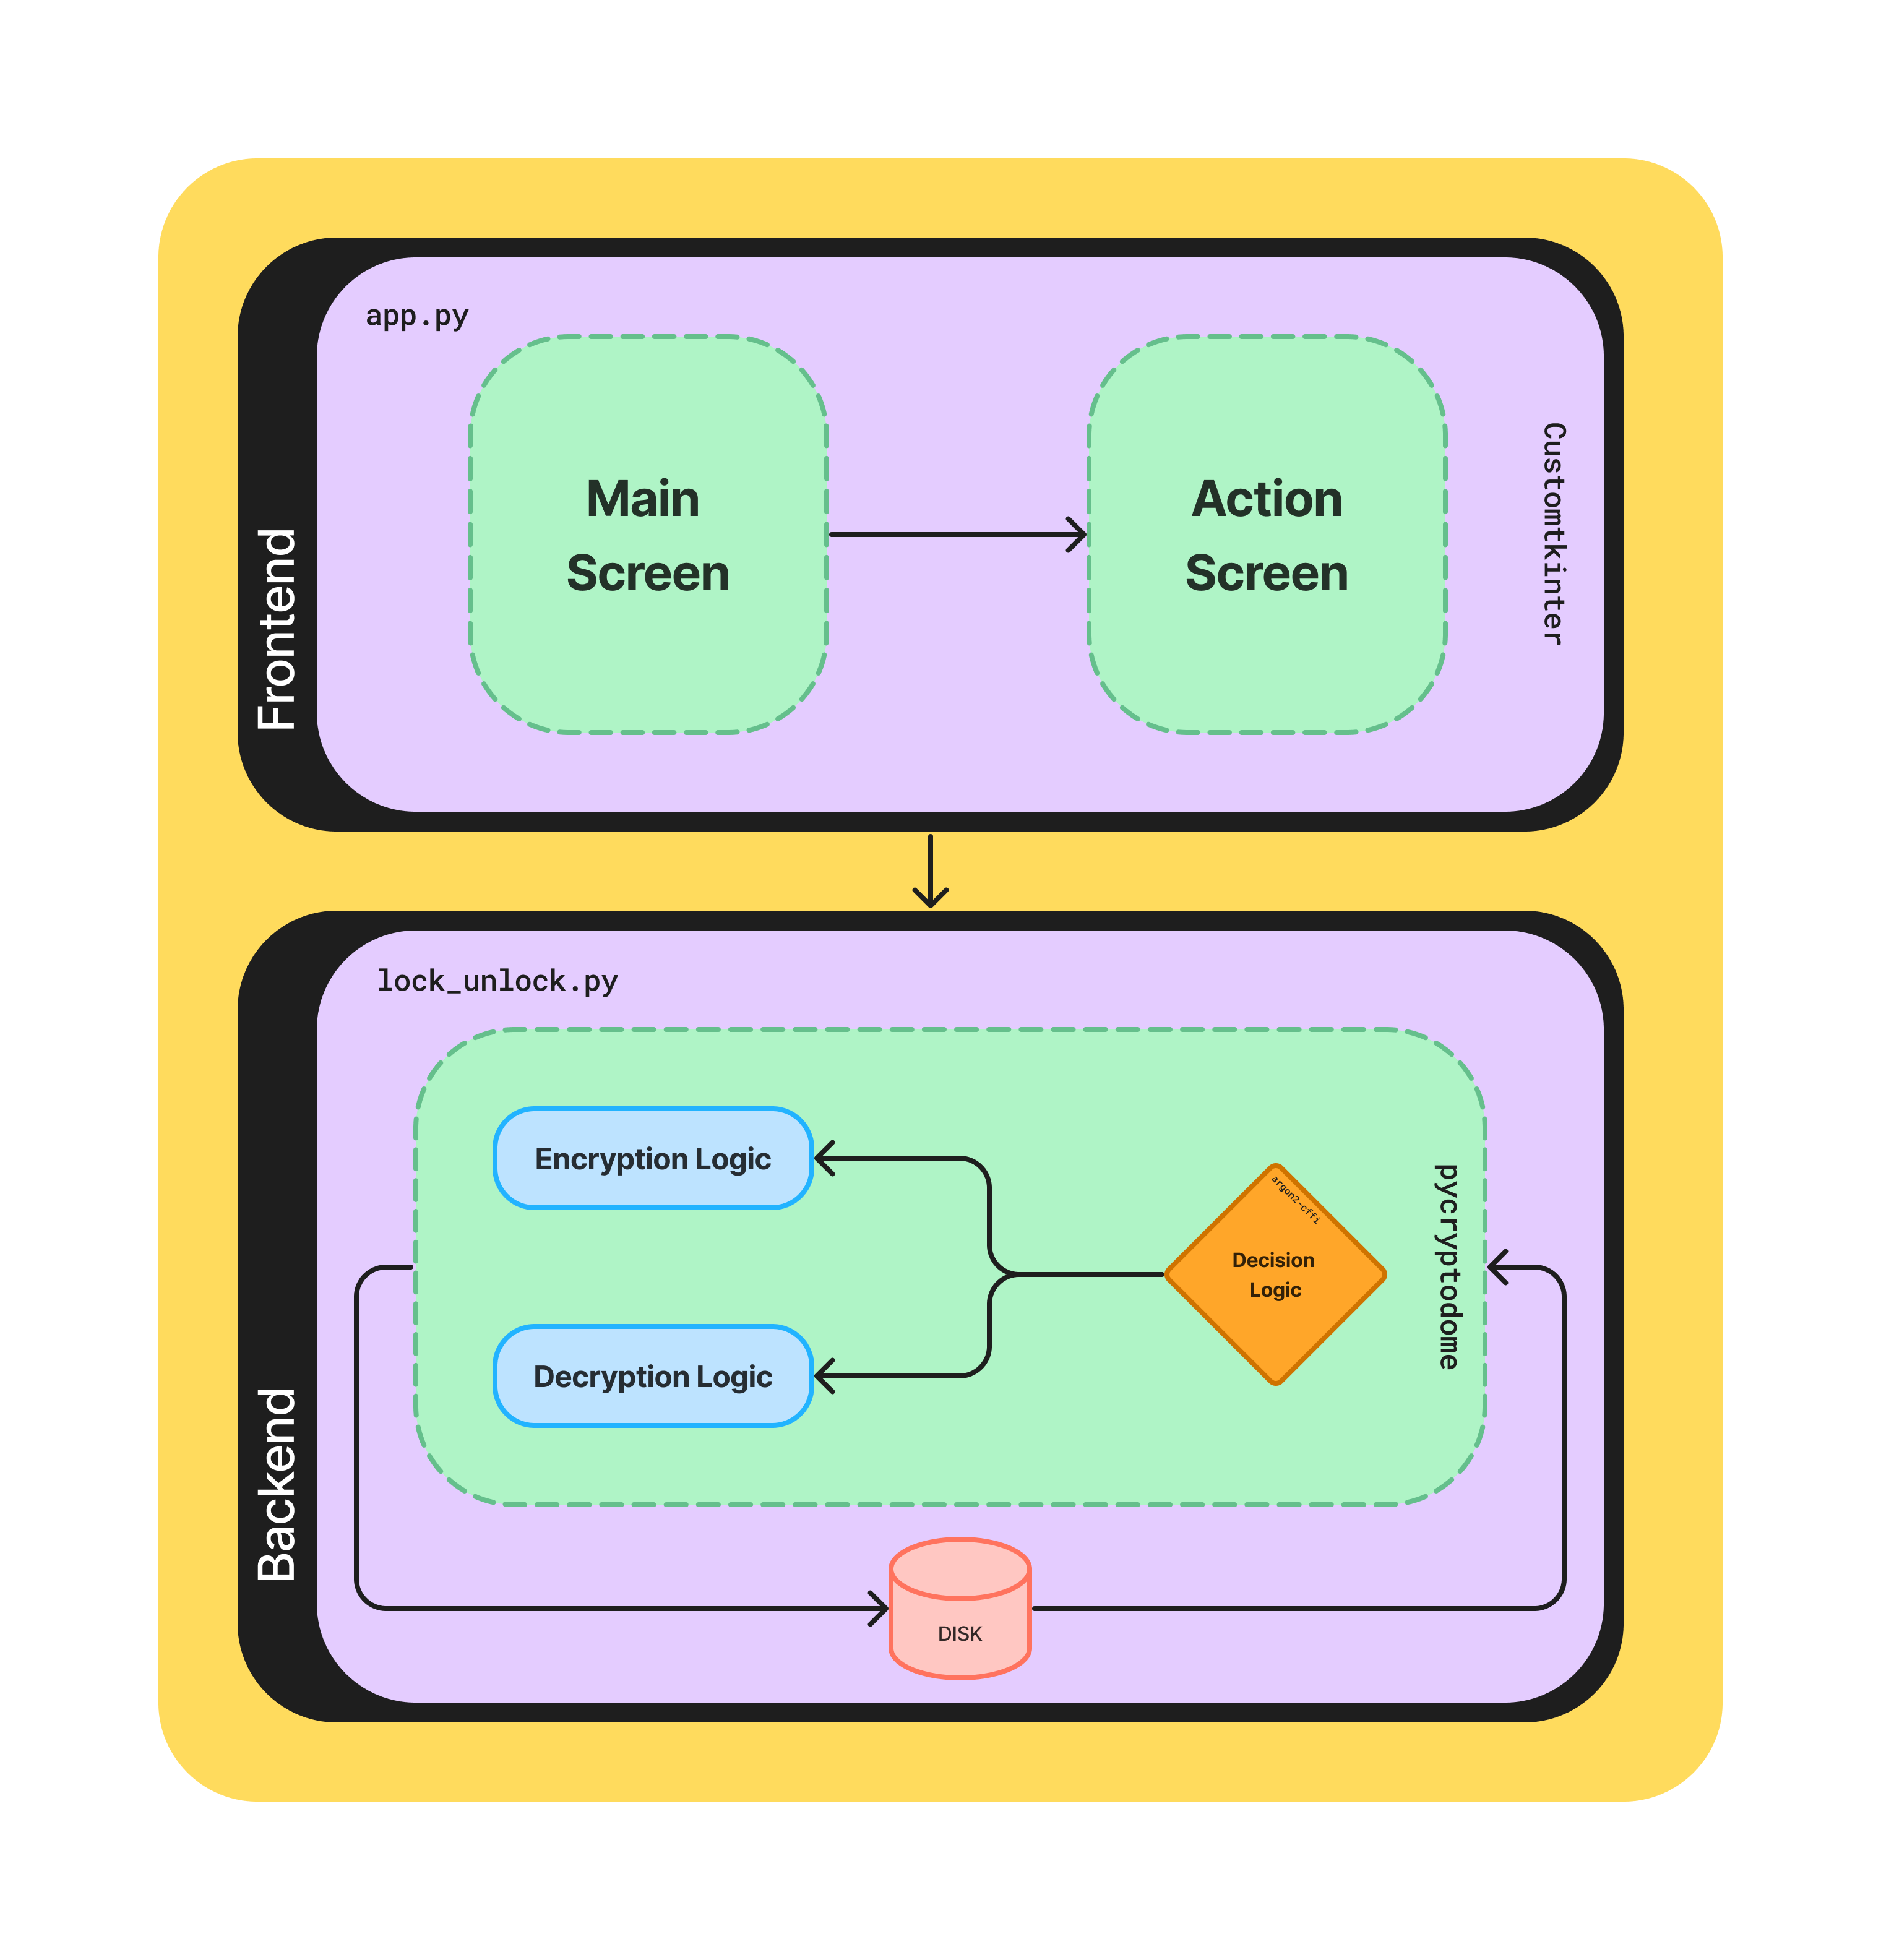 app.py
Main
Screen
Action
Screen
Customtkinter
Frontend
lock_unlock.py
Encryption Logic
argon2-cffi
Decision
Logic
Decryption Logic
pycryptodome
Backend
DISK